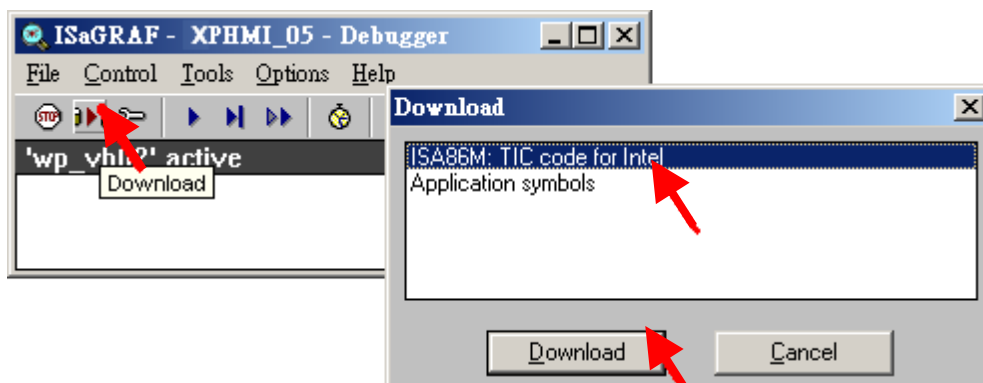 ISaGRAF - XPHMI_05 - Debugger
File Control Tools Options Help
STOP
active
Download
Download
ISA86M: TIC code for Intel
Application symbols
Download Cancel